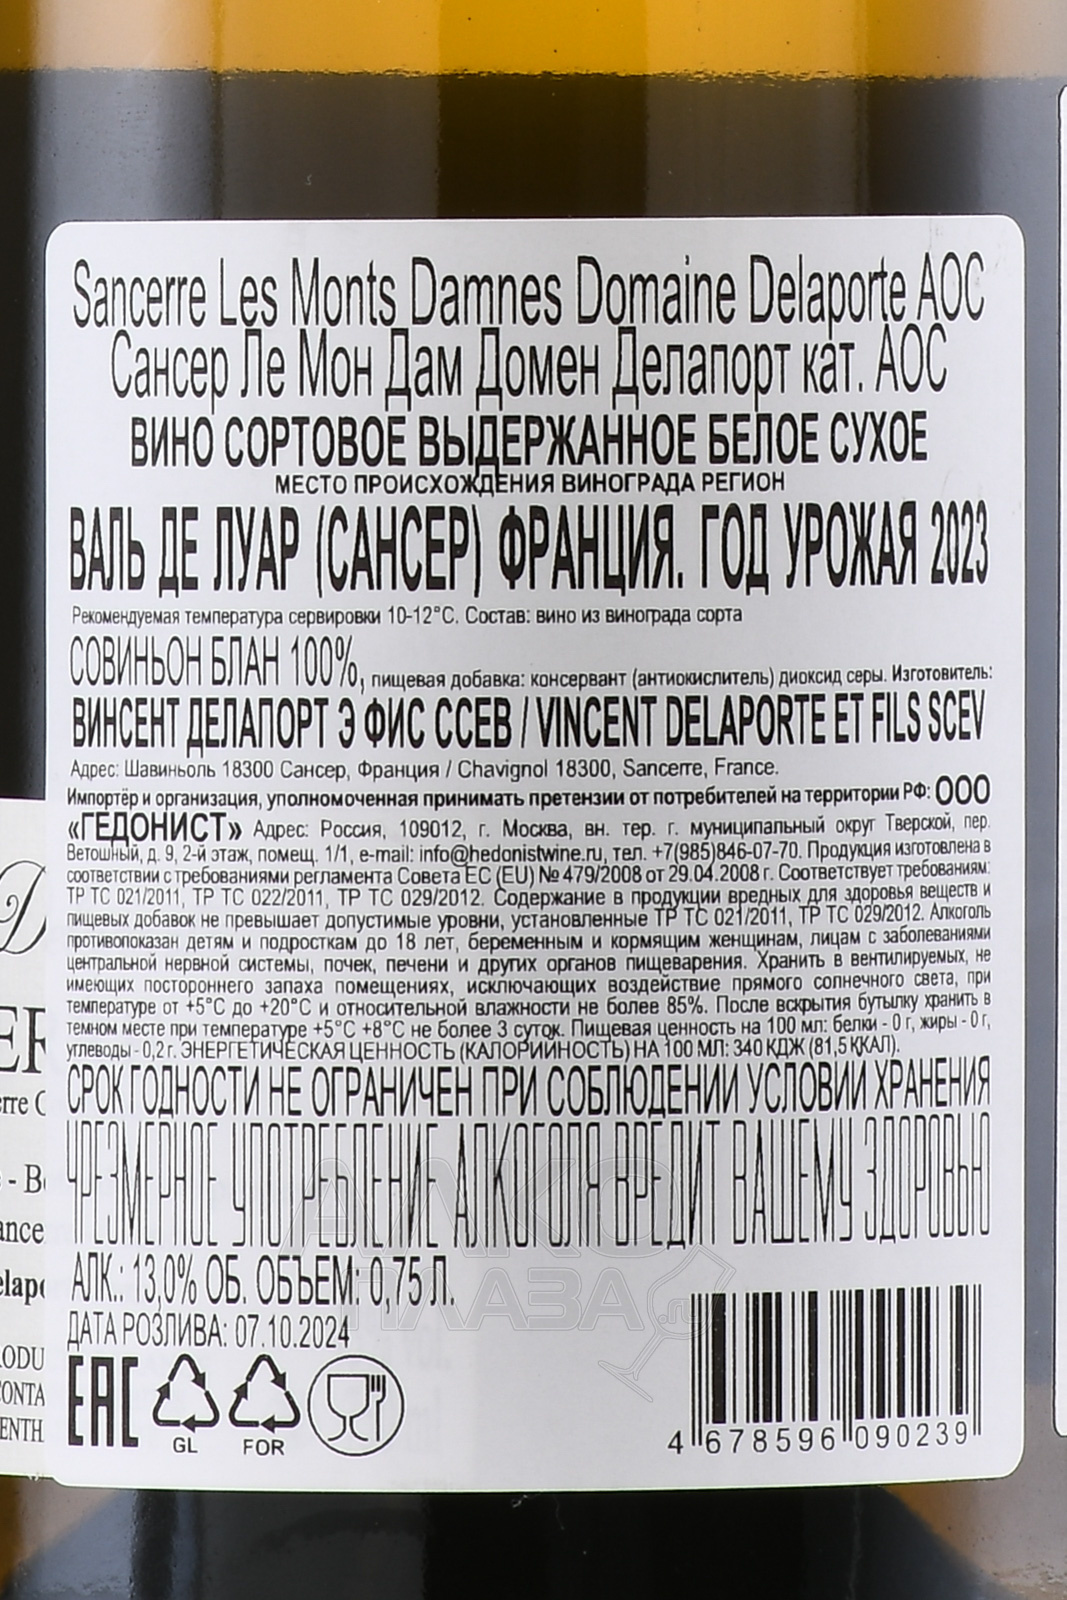 Sancerre Les Monts Damnes Domaine Delaporte AOC
Сансер Ле Мон Дам Домен Делапорт кат. АОС
ВИНО СОРТОВОЕ ВЫДЕРЖАННОЕ БЕЛОЕ СУХОЕ
МЕСТО ПРОИСХОЖДЕНИЯ ВИНОГРАДА РЕГИОН
ВАЛЬ ДЕ ЛУАР (САНСЕР) ФРАНЦИЯ. ГОД УРОЖАЯ 2023
Рекомендуемая температура сервировки 10-12°С. Состав: вино из винограда сорта
СОВИНЬОН БЛАН 100%, пищевая добавка: консервант (антиокислитель) диоксид серы. Изготовитель:
ВИНСЕНТ ДЕЛАПОРТ Э ФИС ССЕВ / VINCENT DELAPORTE ET FILS SCEV
Адрес: Шавиньоль 18300 Сансер, Франция / Chavignol 18300, Sancerre, France.
Импортёр и организация, уполномоченная принимать претензии от потребителей на территории РФ: ООО
«ГЕДОНИСТ» Адрес: Россия, 109012, г. Москва, вн. тер. г. муниципальный округ Тверской, пер.
Ветошный, д. 9, 2-й этаж, помещ. 1/1, e-mail: info@hedonistwine.ru, тел. +7(985)846-07-70. Продукция изготовлена в
соответствии с требованиями регламента Совета ЕС (EU) № 479/2008 от 29.04.2008 г. Соответствует требованиям:
ТР ТС 021/2011, ТР ТС 022/2011, ТР ТС 029/2012. Содержание в продукции вредных для здоровья веществ и
пищевых добавок не превышает допустимые уровни, установленные ТР ТС 021/2011, ТР ТС 029/2012. Алкоголь
противопоказан детям и подросткам до 18 лет, беременным и кормящим женщинам, лицам с заболеваниями
центральной нервной системы, почек, печени и других органов пищеварения. Хранить в вентилируемых, не
имеющих постороннего запаха помещениях, исключающих воздействие прямого солнечного света, при
температуре от +5°С до +20°С и относительной влажности не более 85%. После вскрытия бутылку хранить в
темном месте при температуре +5°С +8°С не более 3 суток. Пищевая ценность на 100 мл: белки - 0 г, жиры - 0 г,
углеводы - 0,2 г. ЭНЕРГЕТИЧЕСКАЯ ЦЕННОСТЬ (КАЛОРИИНОСТЬ) НА 100 МЛ: 340 КДЖ (81,5 ККАЛ).
СРОК ГОДНОСТИ НЕ ОГРАНИЧЕН ПРИ СОБЛЮДЕНИИ УСЛОВИИ ХРАНЕНИЯ
ЧРЕЗМЕРНОЕ УПОТРЕБЛЕНИЕ АЛКОГОЛЯ ВРЕДИТ ВАШЕМУ ЗДОРОВЬЮ
АЛК.: 13,0% ОБ. ОБЪЕМ: 0,75 Л.
ДАТА РОЗЛИВА: 07.10.2024
EAC
GL
FOR
4 678596 090239
АЛКО
ПЛАЗА.ru